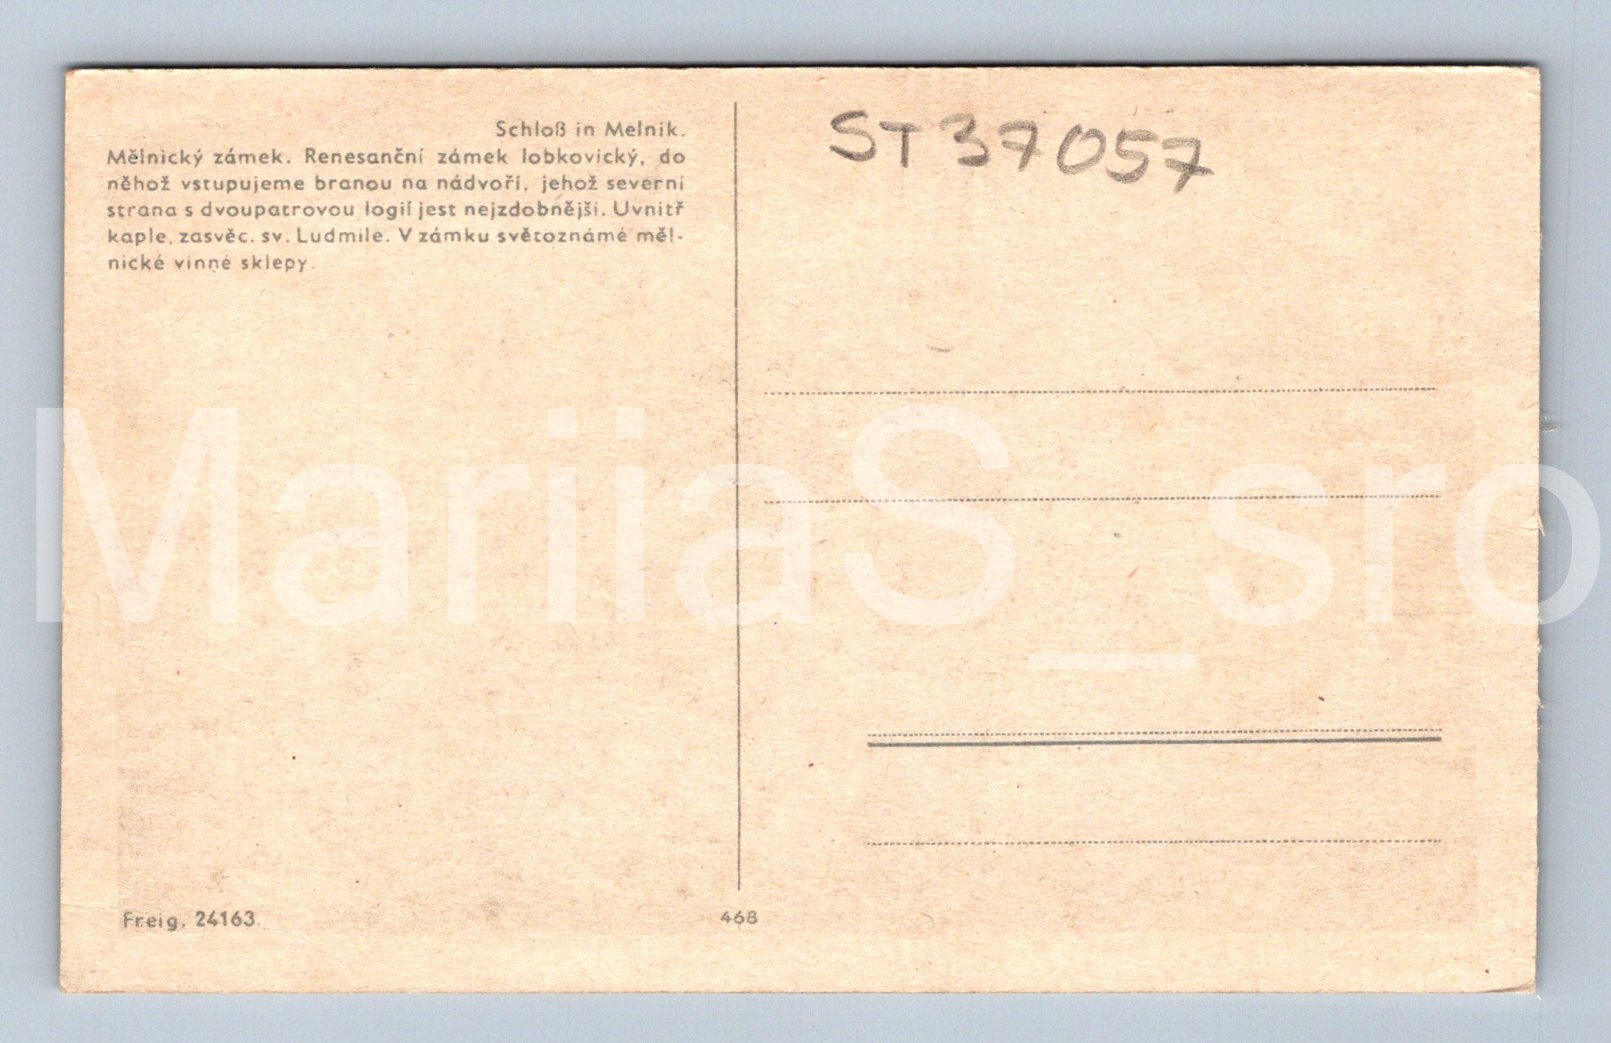 Schloß in Melnik.
Mělnický zámek. Renesanční zámek lobkovický, do
něhož vstupujeme branou na nádvoří, jehož severní
strana s dvoupatrovou logií jest nejzdobnější. Uvnitř
kaple, zasvěc. sv. Ludmile. V zámku světoznámé měl-
nické vinné sklepy.
ST 37057
MariiaS_sro
Freig. 24163
468